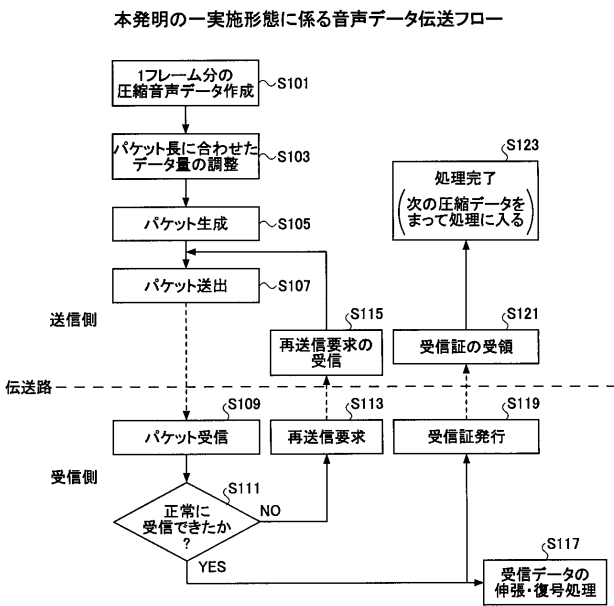 本発明の一実施形態に係る音声データ伝送フロー
1フレーム分の
圧縮音声データ作成
S101
パケット長に合わせた
データ量の調整
S103
パケット生成
S105
パケット送出
S107
送信側
再送信要求の
受信
S115
処理完了
(次の圧縮データを
まって処理に入る)
S123
受信証の受領
S121
伝送路
パケット受信
S109
再送信要求
S113
受信証発行
S119
受信側
正常に
受信できたか
?
S111
NO
YES
受信データの
伸張・復号処理
S117